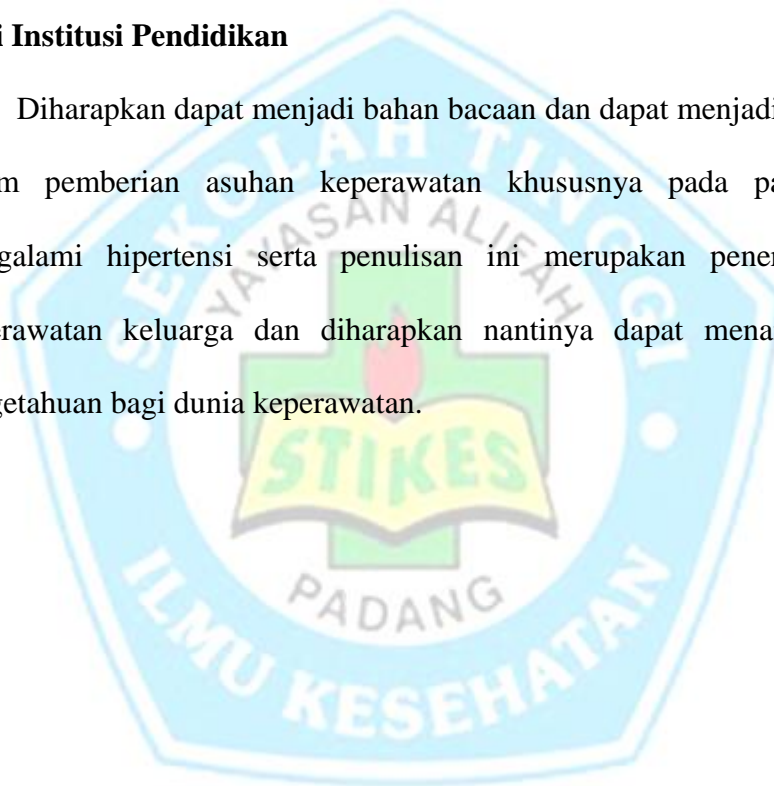 i Institusi Pendidikan
Diharapkan dapat menjadi bahan bacaan dan dapat menjadi
m pemberian asuhan keperawatan khususnya pada pa
galami hipertensi serta penulisan ini merupakan pener
erawatan keluarga dan diharapkan nantinya dapat mena
getahuan bagi dunia keperawatan.
SEKOLAH TINGGI
YAYASAN ALIFAH
STIKES
PADANG
ILMU KESEHATAN